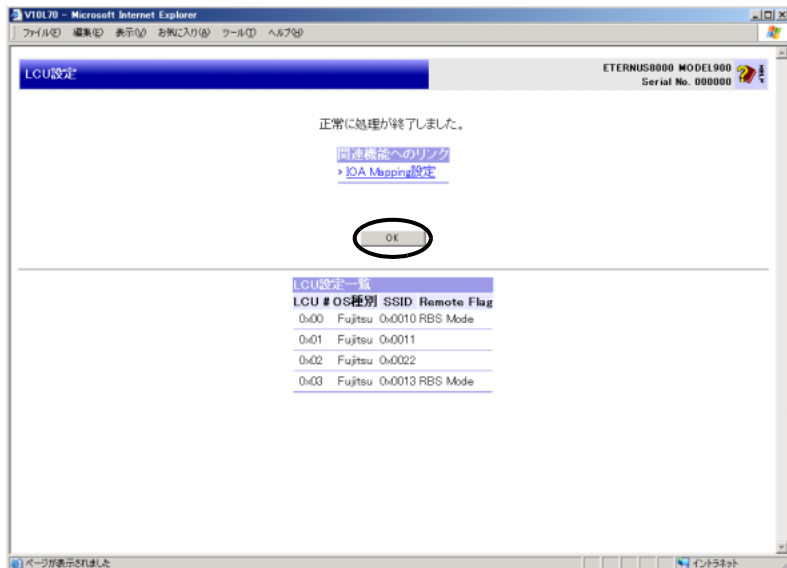 V10L70 - Microsoft Internet Explorer
ファイル(F) 編集(E) 表示(V) お気に入り(A) ツール(T) ヘルプ(H)
LCU設定
ETERNUS8000 MODEL900
Serial No. 000000
正常に処理が終了しました。
関連機能へのリンク
IOA Mapping設定
OK
LCU設定一覧
LCU # OS種別 SSID Remote Flag
0x00 Fujitsu 0x0010 RBS Mode
0x01 Fujitsu 0x0011
0x02 Fujitsu 0x0022
0x03 Fujitsu 0x0013 RBS Mode
ページが表示されました
イントラネット